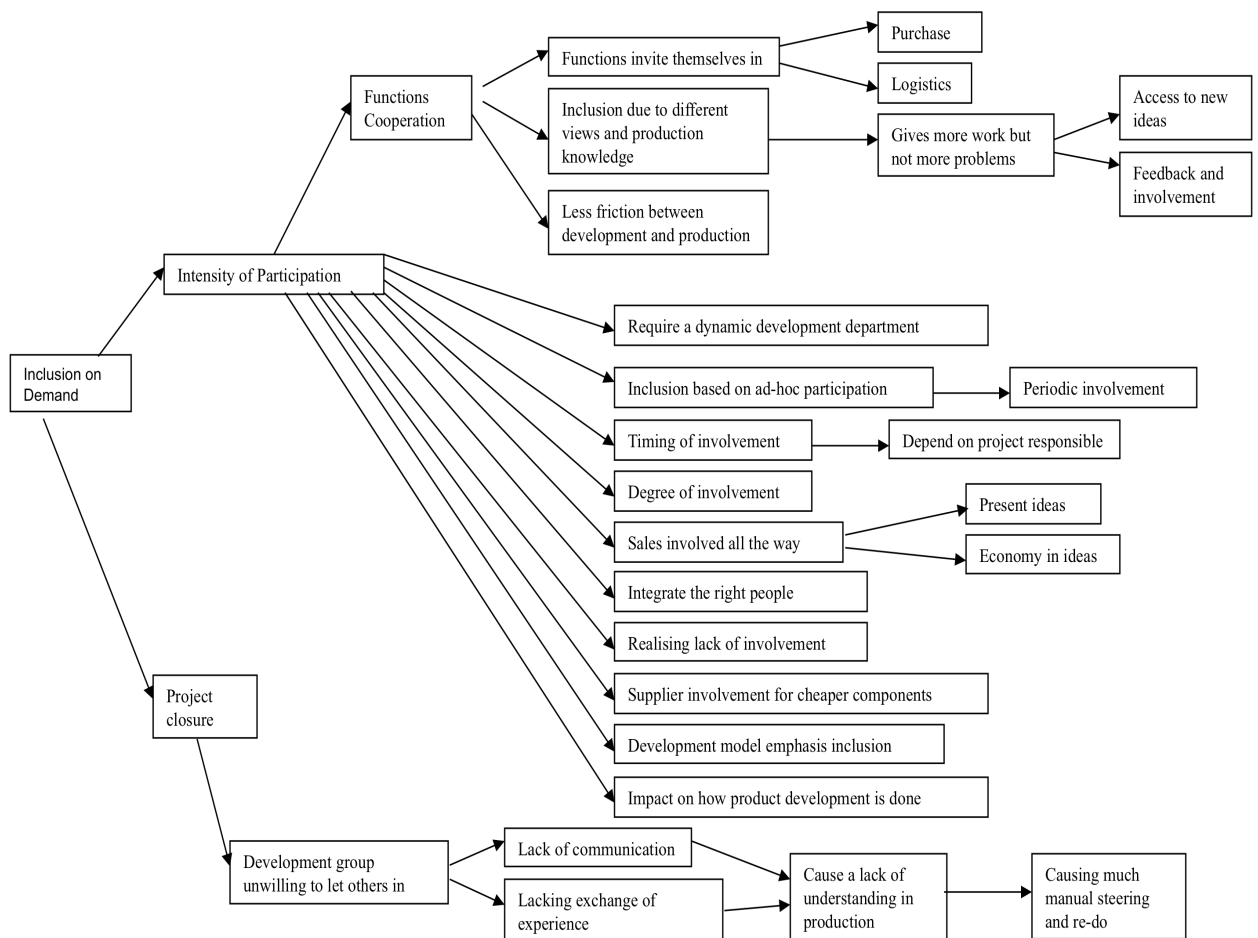 Purchase
Functions invite themselves in
Logistics
Functions
Cooperation
Inclusion due to different
views and production
knowledge
Gives more work but
not more problems
Access to new
ideas
Feedback and
involvement
Less friction between
development and production
Intensity of Participation
Require a dynamic development department
Inclusion on
Demand
Inclusion based on ad-hoc participation
Periodic involvement
Timing of involvement
Depend on project responsible
Degree of involvement
Present ideas
Sales involved all the way
Economy in ideas
Integrate the right people
Realising lack of involvement
Supplier involvement for cheaper components
Project
closure
Development model emphasis inclusion
Impact on how product development is done
Development group
unwilling to let others in
Lack of communication
Lacking exchange of
experience
Cause a lack of
understanding in
production
Causing much
manual steering
and re-do